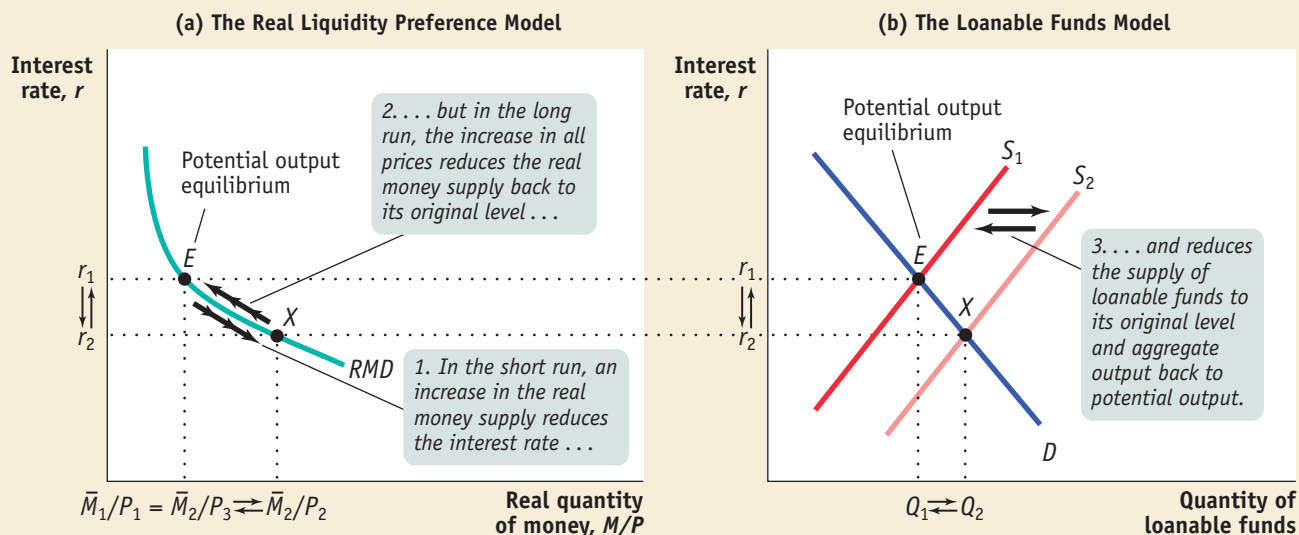 (a) The Real Liquidity Preference Model
Interest
rate, r
2. . . . but in the long
run, the increase in all
prices reduces the real
money supply back to
its original level . . .
Potential output
equilibrium
E
r1
X
r2
RMD
1. In the short run, an
increase in the real
money supply reduces
the interest rate . . .
M̄1/P1 = M̄2/P3 ⇄ M̄2/P2
Real quantity
of money, M/P
(b) The Loanable Funds Model
Interest
rate, r
Potential output
equilibrium
S1
S2
E
r1
X
r2
3. . . . and reduces
the supply of
loanable funds to
its original level
and aggregate
output back to
potential output.
D
Q1 ⇄ Q2
Quantity of
loanable funds